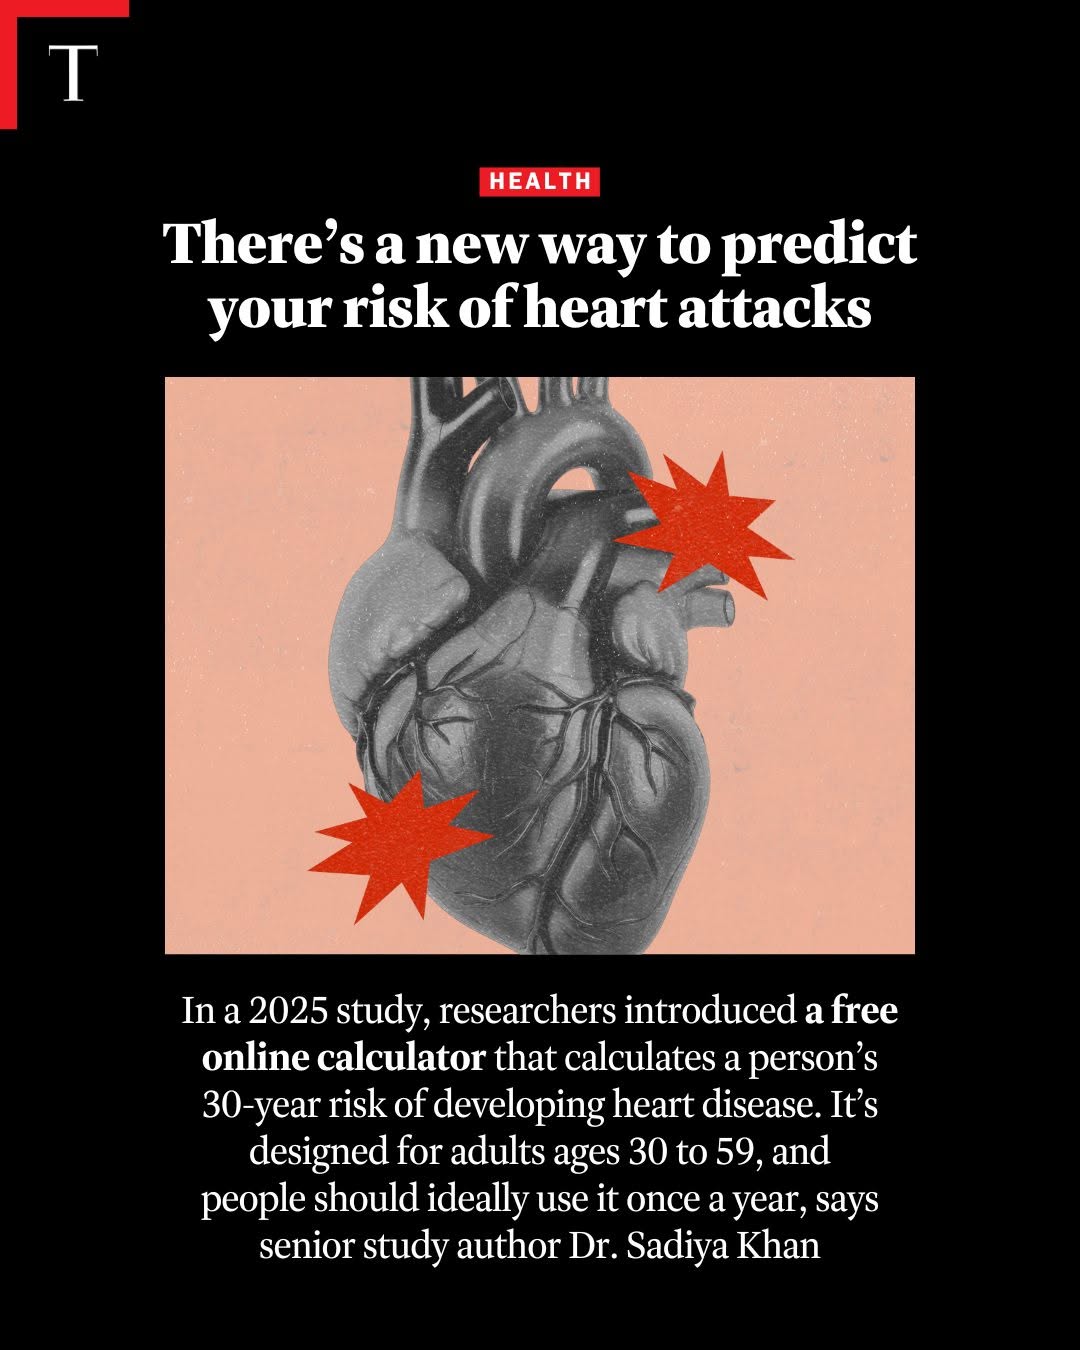 T
HEALTH
There’s a new way to predict
your risk of heart attacks
In a 2025 study, researchers introduced a free
online calculator that calculates a person’s
30-year risk of developing heart disease. It’s
designed for adults ages 30 to 59, and
people should ideally use it once a year, says
senior study author Dr. Sadiya Khan